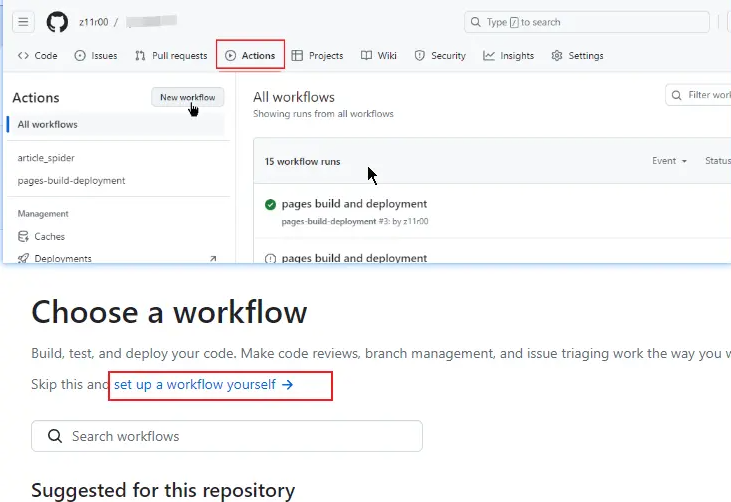 z11r00 /
Type / to search
Code Issues Pull requests Actions Projects Wiki Security Insights Settings
Actions
New workflow
All workflows
article_spider
pages-build-deployment
Management
Caches
Deployments
All workflows
Showing runs from all workflows
Filter work
15 workflow runs
Event
Status
pages build and deployment
pages-build-deployment #3: by z11r00
pages build and deployment
Choose a workflow
Build, test, and deploy your code. Make code reviews, branch management, and issue triaging work the way you w
Skip this and set up a workflow yourself →
Search workflows
Suggested for this repository